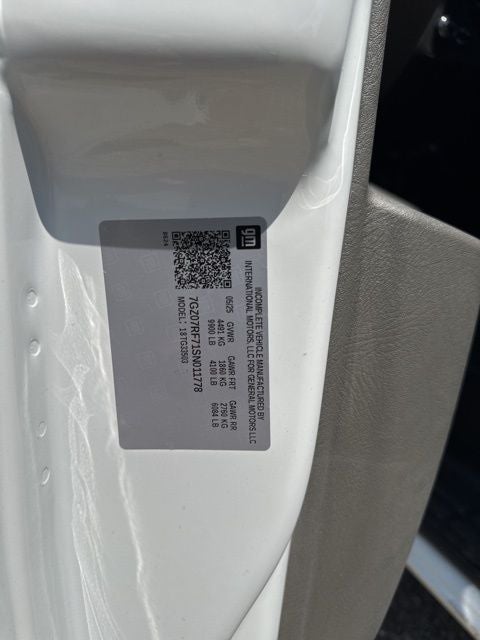 gm
INCOMPLETE VEHICLE MANUFACTURED BY
INTERNATIONAL MOTORS, LLC FOR GENERAL MOTORS LLC
05/25 GVWR GAWR FRT GAWR RR
4491 KG 1860 KG 2760 KG
9900 LB 4100 LB 6084 LB
7GZ07RF71SN011778
MODEL: 18TG33503